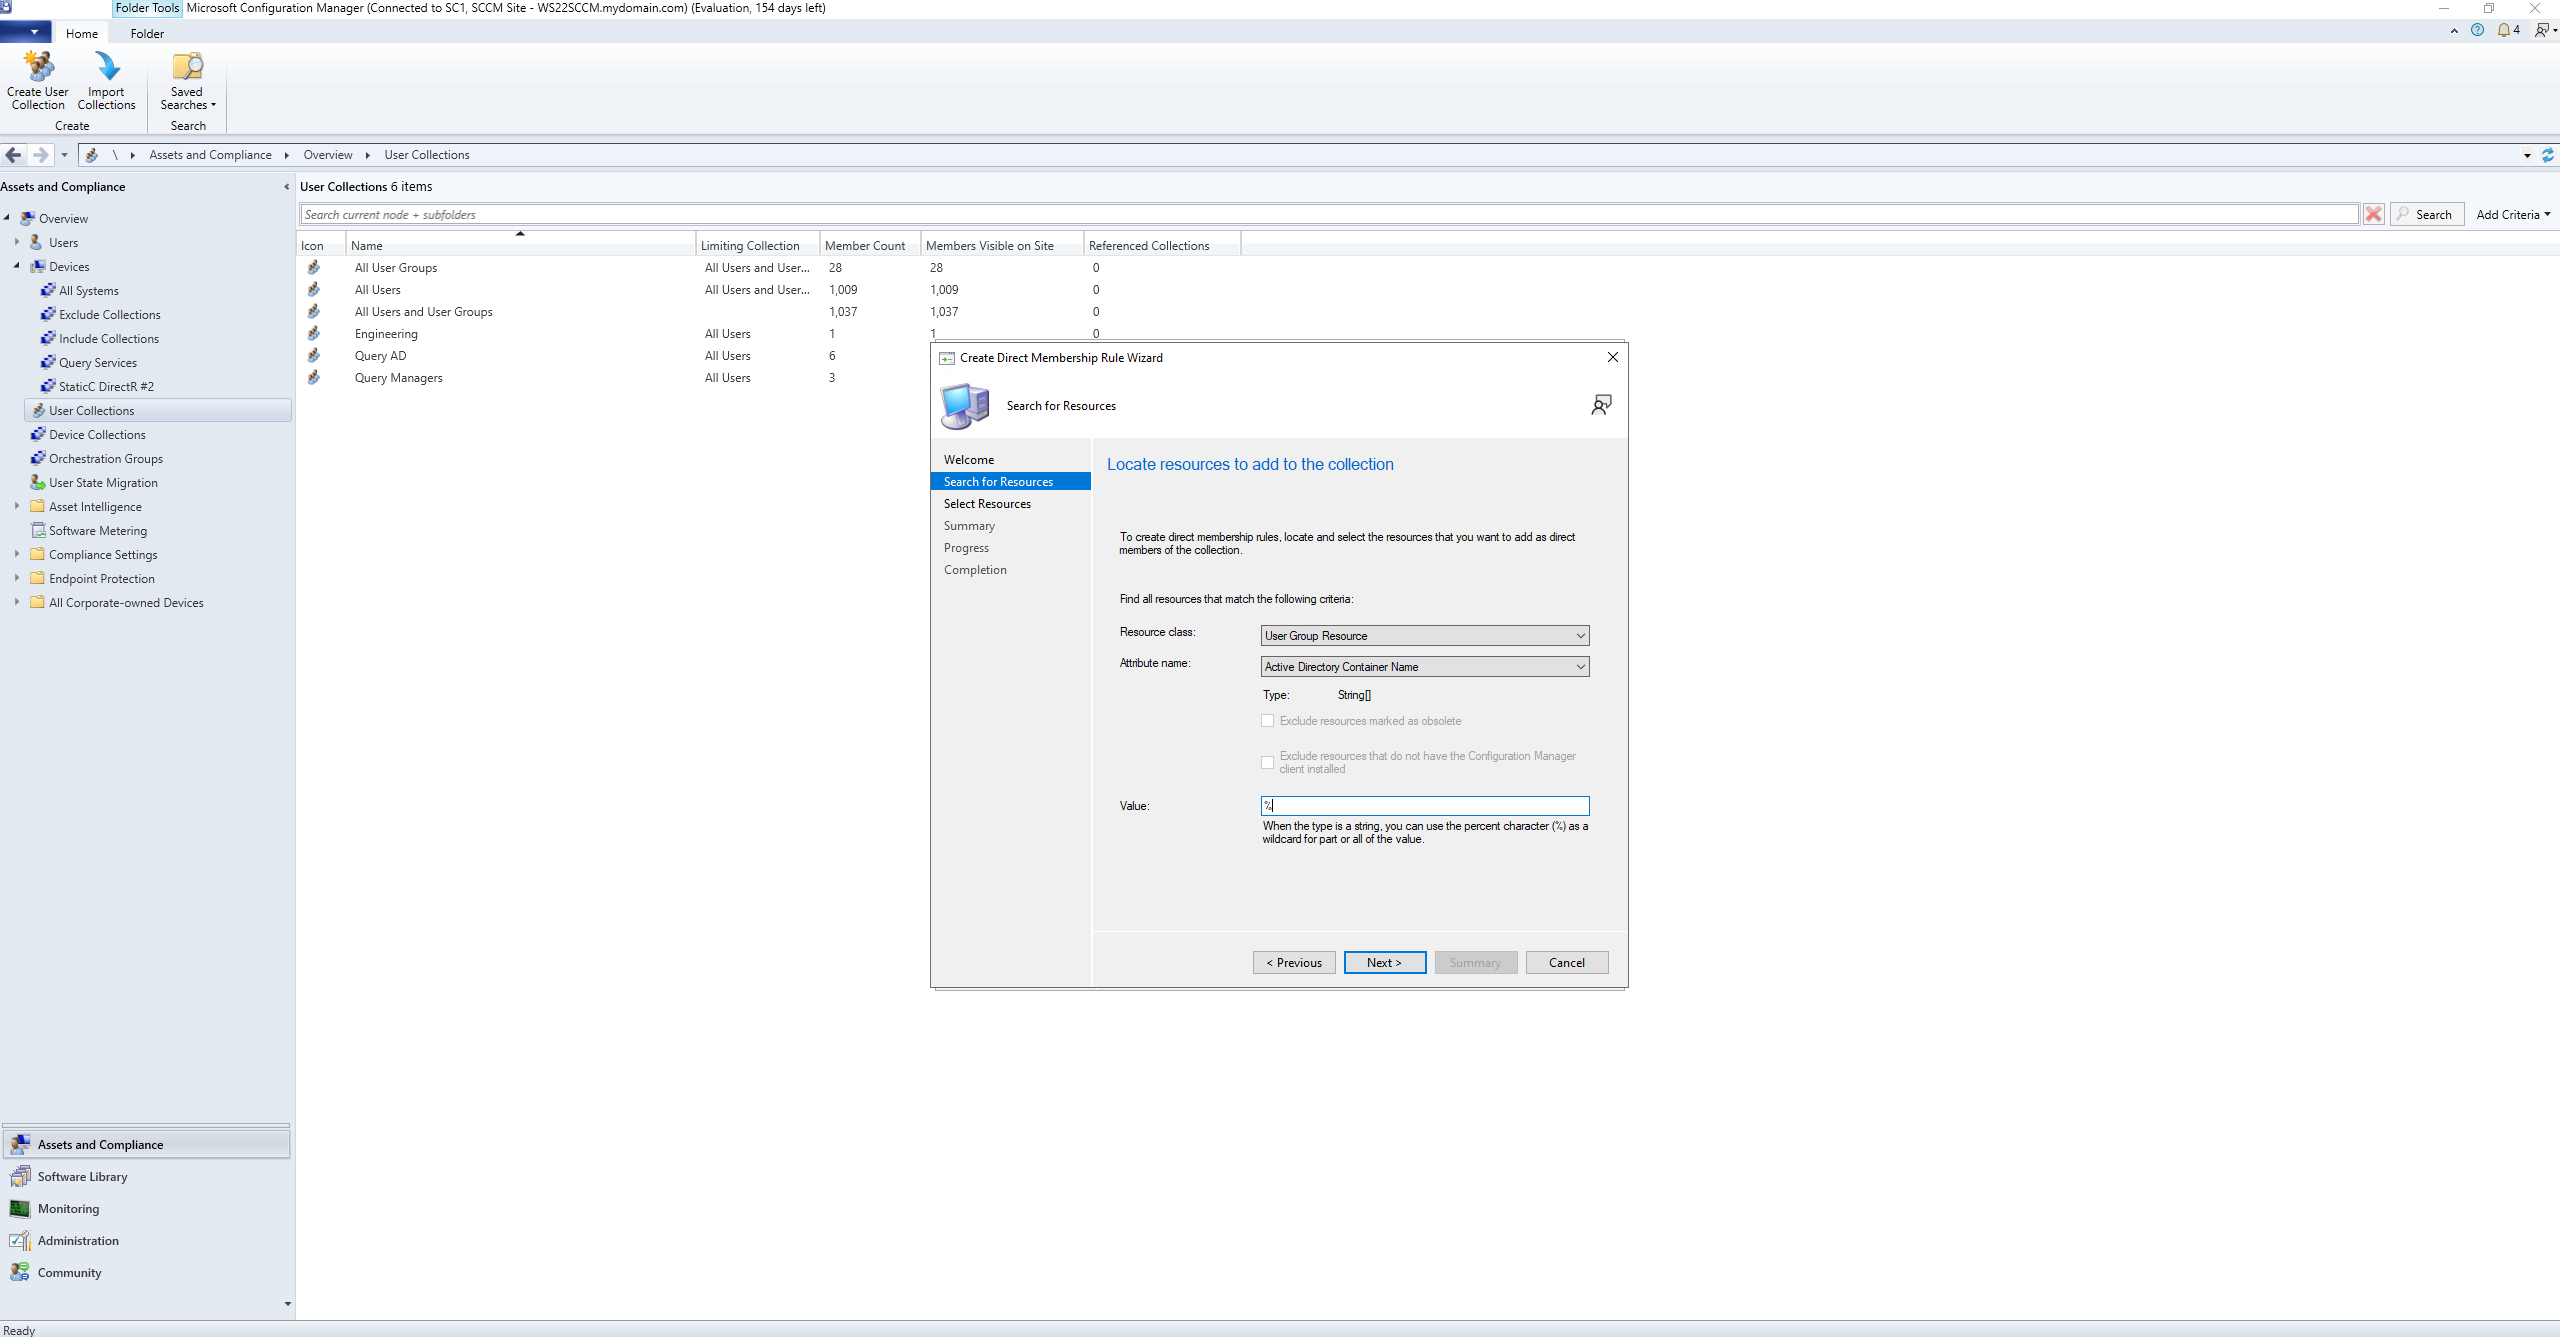 Folder Tools Microsoft Configuration Manager (Connected to SC1, SCCM Site - WS22SCCM.mydomain.com) (Evaluation, 154 days left)
Home Folder
4
Create User Collection
Import Collections
Saved Searches
Create
Search
\ Assets and Compliance Overview User Collections
Assets and Compliance
Overview
Users
Devices
All Systems
Exclude Collections
Include Collections
Query Services
StaticC DirectR #2
User Collections
Device Collections
Orchestration Groups
User State Migration
Asset Intelligence
Software Metering
Compliance Settings
Endpoint Protection
All Corporate-owned Devices
Assets and Compliance
Software Library
Monitoring
Administration
Community
User Collections 6 items
Search current node + subfolders
Search Add Criteria
Icon Name Limiting Collection Member Count Members Visible on Site Referenced Collections
All User Groups All Users and User... 28 28 0
All Users All Users and User... 1,009 1,009 0
All Users and User Groups 1,037 1,037 0
Engineering All Users 1 1 0
Query AD All Users 6
Query Managers All Users 3
Create Direct Membership Rule Wizard
Search for Resources
Welcome
Search for Resources
Select Resources
Summary
Progress
Completion
Locate resources to add to the collection
To create direct membership rules, locate and select the resources that you want to add as direct
members of the collection.
Find all resources that match the following criteria:
Resource class: User Group Resource
Attribute name: Active Directory Container Name
Type: String[]
Exclude resources marked as obsolete
Exclude resources that do not have the Configuration Manager
client installed
Value: %
When the type is a string, you can use the percent character (%) as a
wildcard for part or all of the value.
< Previous Next > Summary Cancel
Ready